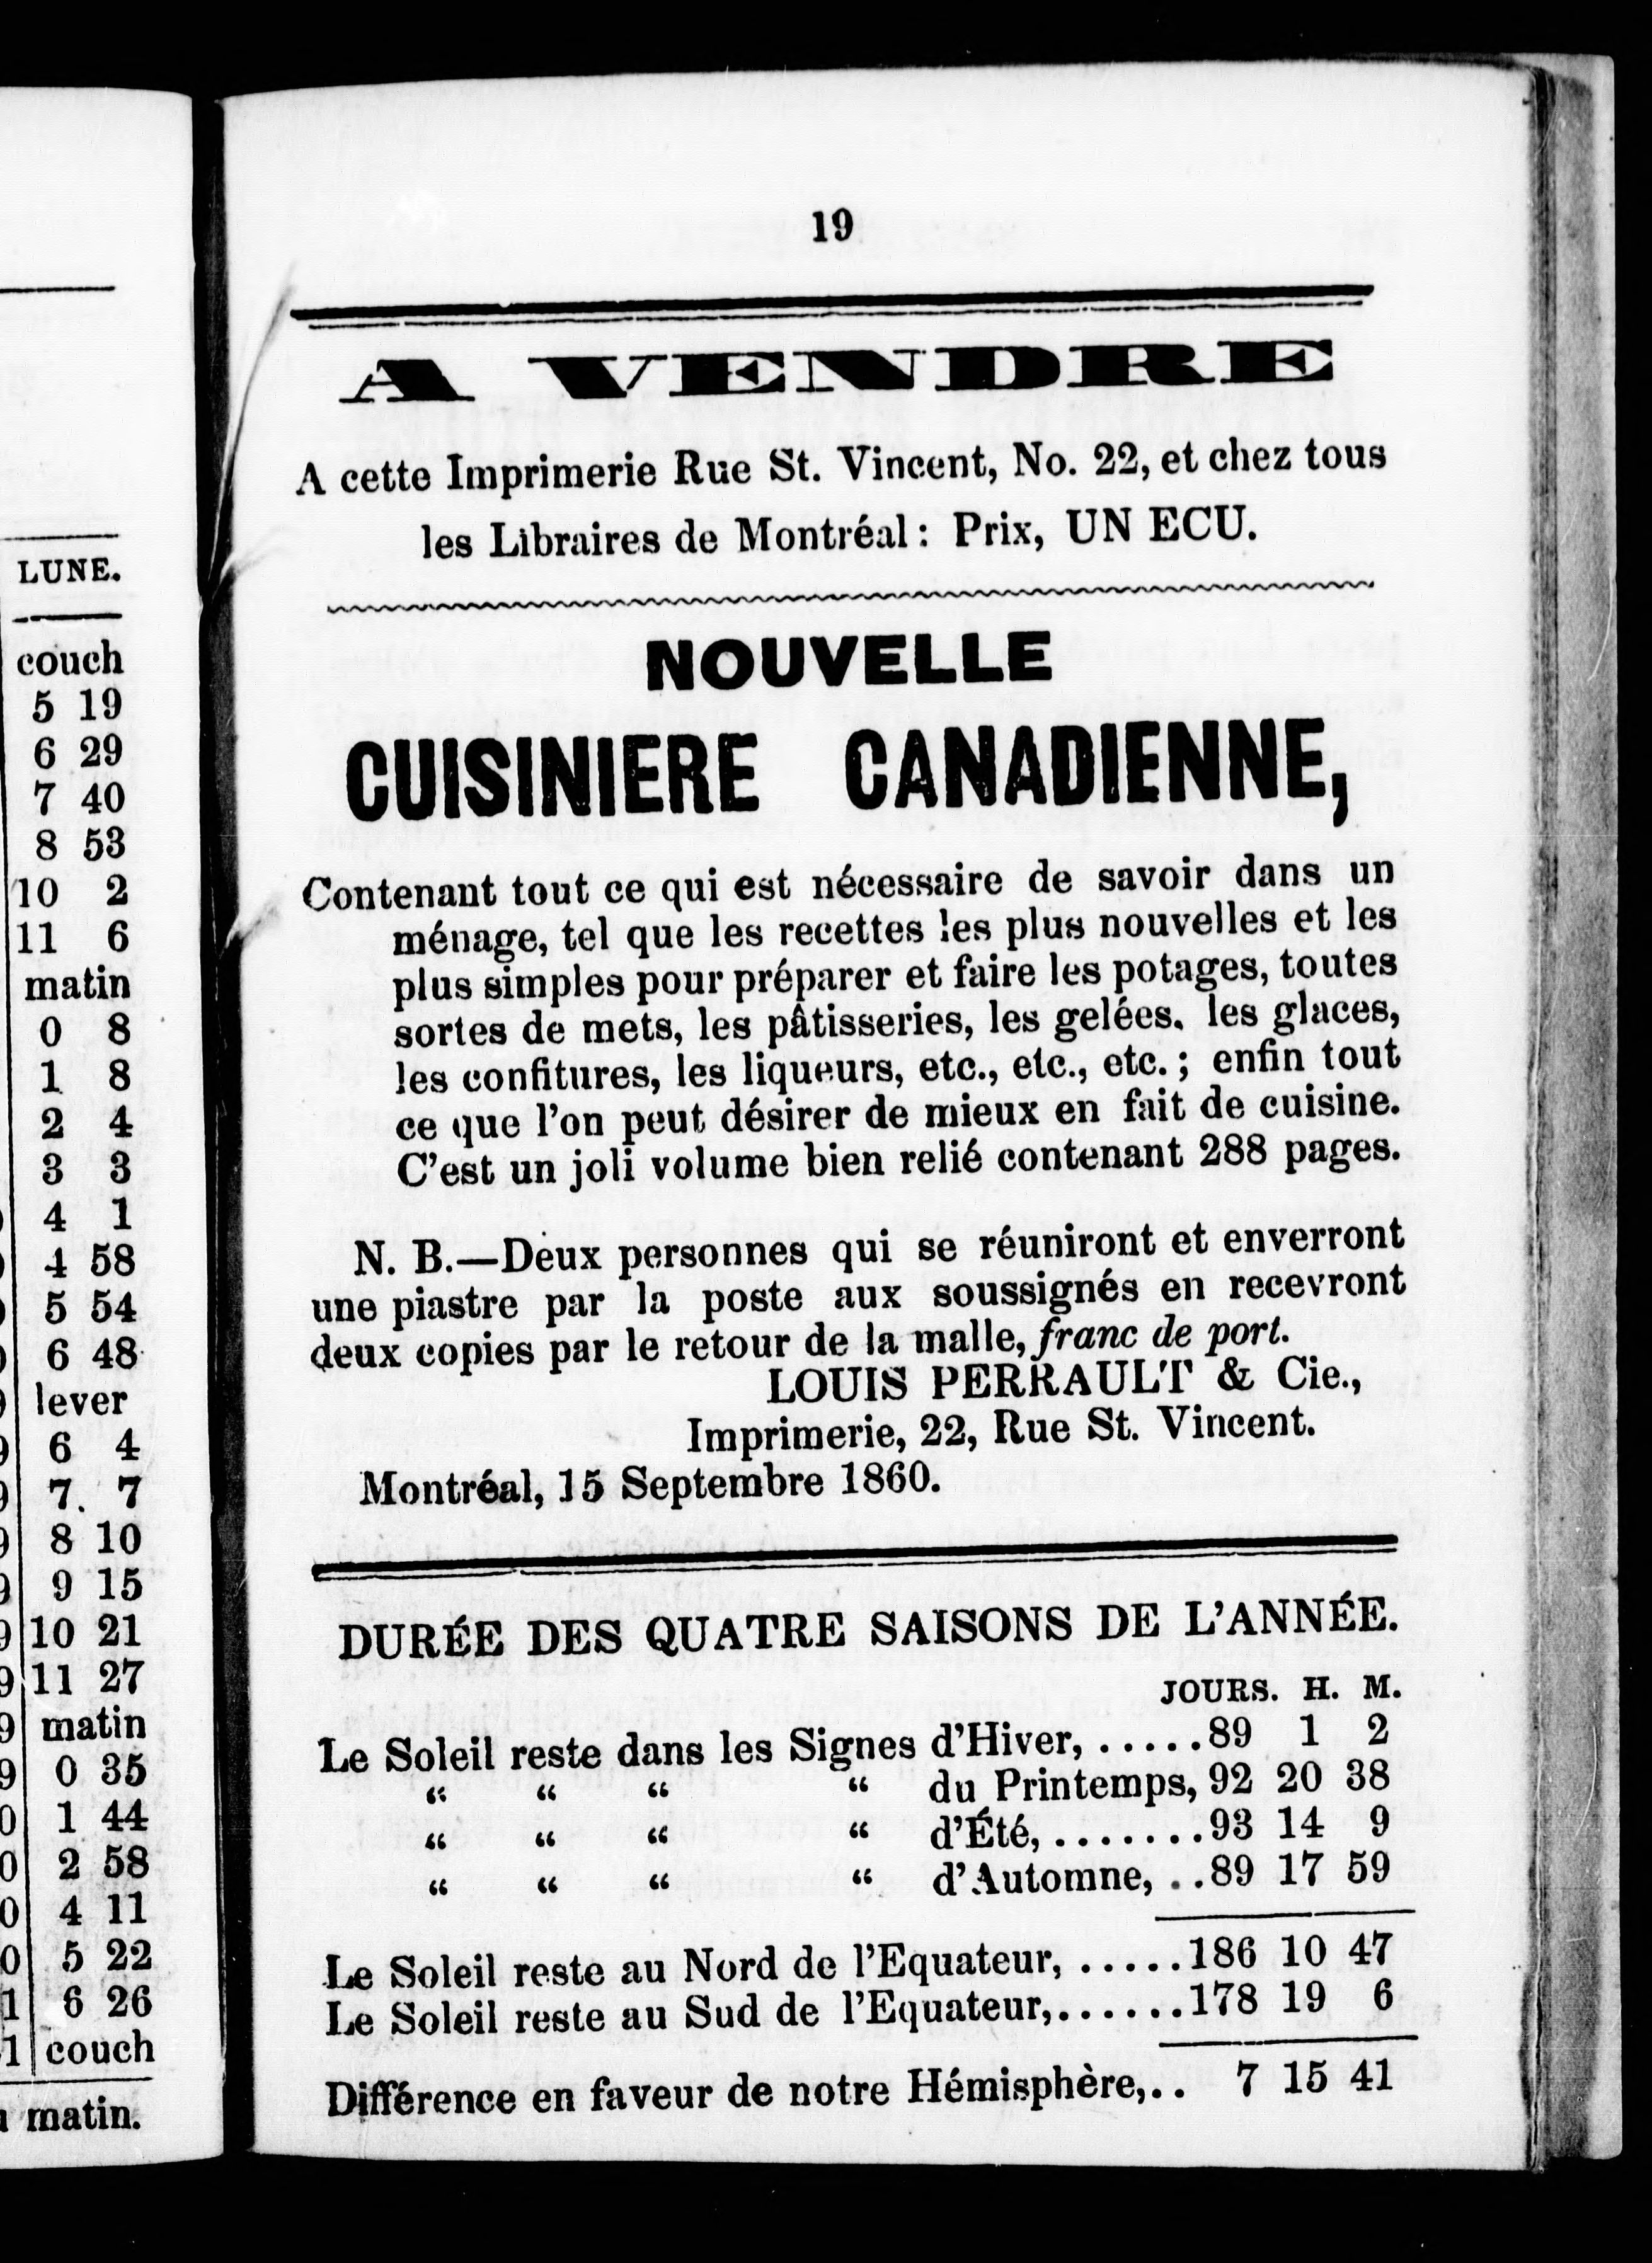 LUNE.
couch
5 19
6 29
7 40
8 53
10 2
11 6
matin
0 8
1 8
2 4
3 3
4 1
4 58
5 54
6 48
lever
6 4
7. 7
8 10
9 15
10 21
11 27
matin
0 35
1 44
2 58
4 11
5 22
6 26
couch
matin.
19
A VENDRE
A cette Imprimerie Rue St. Vincent, No. 22, et chez tous
les Libraires de Montréal : Prix, UN ECU.
NOUVELLE
CUISINIERE CANADIENNE,
Contenant tout ce qui est nécessaire de savoir dans un
ménage, tel que les recettes les plus nouvelles et les
plus simples pour préparer et faire les potages, toutes
sortes de mets, les pâtisseries, les gelées. les glaces,
les confitures, les liqueurs, etc., etc., etc. ; enfin tout
ce que l'on peut désirer de mieux en fait de cuisine.
C'est un joli volume bien relié contenant 288 pages.
N. B.—Deux personnes qui se réuniront et enverront
une piastre par la poste aux soussignés en recevront
deux copies par le retour de la malle, franc de port.
LOUIS PERRAULT & Cie.,
Imprimerie, 22, Rue St. Vincent.
Montréal, 15 Septembre 1860.
DURÉE DES QUATRE SAISONS DE L'ANNÉE.
JOURS. H. M.
Le Soleil reste dans les Signes d'Hiver, .....89 1 2
“ “ “ “ du Printemps, 92 20 38
“ “ “ “ d'Été, .......93 14 9
“ “ “ “ d'Automne, ..89 17 59
Le Soleil reste au Nord de l'Equateur, .....186 10 47
Le Soleil reste au Sud de l'Equateur,......178 19 6
Différence en faveur de notre Hémisphère,.. 7 15 41